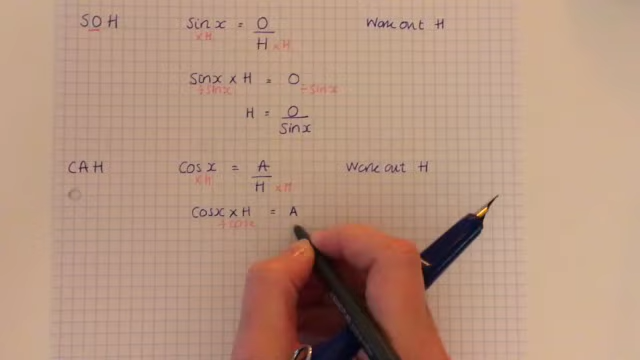 SOH sin x = O/H Work out H
×H ×H
sin x × H = O
÷ sin x ÷ sin x
H = O/sin x
CAH Cos x = A/H Work out H
×H ×H
Cos x × H = A
÷ cos x